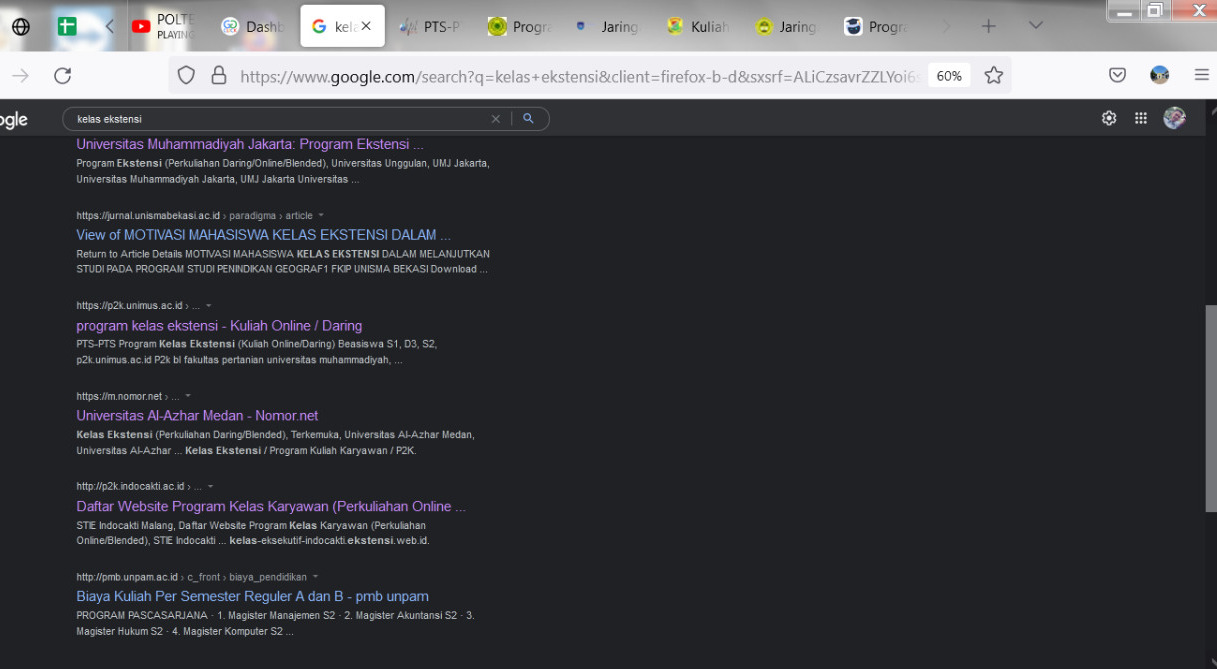 POLTE
PLAYING
Dashb
kela
PTS-P
Progra
Jaring
Kuliah
Jaring
Progra
https://www.google.com/search?q=kelas+ekstensi&client=firefox-b-d&sxsrf=ALiCzsavrZZLYoi6s
60%
ogle
kelas ekstensi
Universitas Muhammadiyah Jakarta: Program Ekstensi ...
Program Ekstensi (Perkuliahan Daring/Online/Blended), Universitas Unggulan, UMJ Jakarta,
Universitas Muhammadiyah Jakarta, UMJ Jakarta Universitas ...
https://jurnal.unismabekasi.ac.id › paradigma › article
View of MOTIVASI MAHASISWA KELAS EKSTENSI DALAM ...
Return to Article Details MOTIVASI MAHASISWA KELAS EKSTENSI DALAM MELANJUTKAN
STUDI PADA PROGRAM STUDI PENINDIKAN GEOGRAF1 FKIP UNISMA BEKASI Download ...
https://p2k.unimus.ac.id › ...
program kelas ekstensi - Kuliah Online / Daring
PTS-PTS Program Kelas Ekstensi (Kuliah Online/Daring) Beasiswa S1, D3, S2,
p2k.unimus.ac.id P2k bl fakultas pertanian universitas muhammadiyah, ...
https://m.nomor.net › ...
Universitas Al-Azhar Medan - Nomor.net
Kelas Ekstensi (Perkuliahan Daring/Blended), Terkemuka, Universitas Al-Azhar Medan,
Universitas Al-Azhar ... Kelas Ekstensi / Program Kuliah Karyawan / P2K.
http://p2k.indocakti.ac.id › ...
Daftar Website Program Kelas Karyawan (Perkuliahan Online ...
STIE Indocakti Malang, Daftar Website Program Kelas Karyawan (Perkuliahan
Online/Blended), STIE Indocakti ... kelas-eksekutif-indocakti.ekstensi.web.id.
http://pmb.unpam.ac.id › c_front › biaya_pendidikan
Biaya Kuliah Per Semester Reguler A dan B - pmb unpam
PROGRAM PASCASARJANA · 1. Magister Manajemen S2 · 2. Magister Akuntansi S2 · 3.
Magister Hukum S2 · 4. Magister Komputer S2 ...